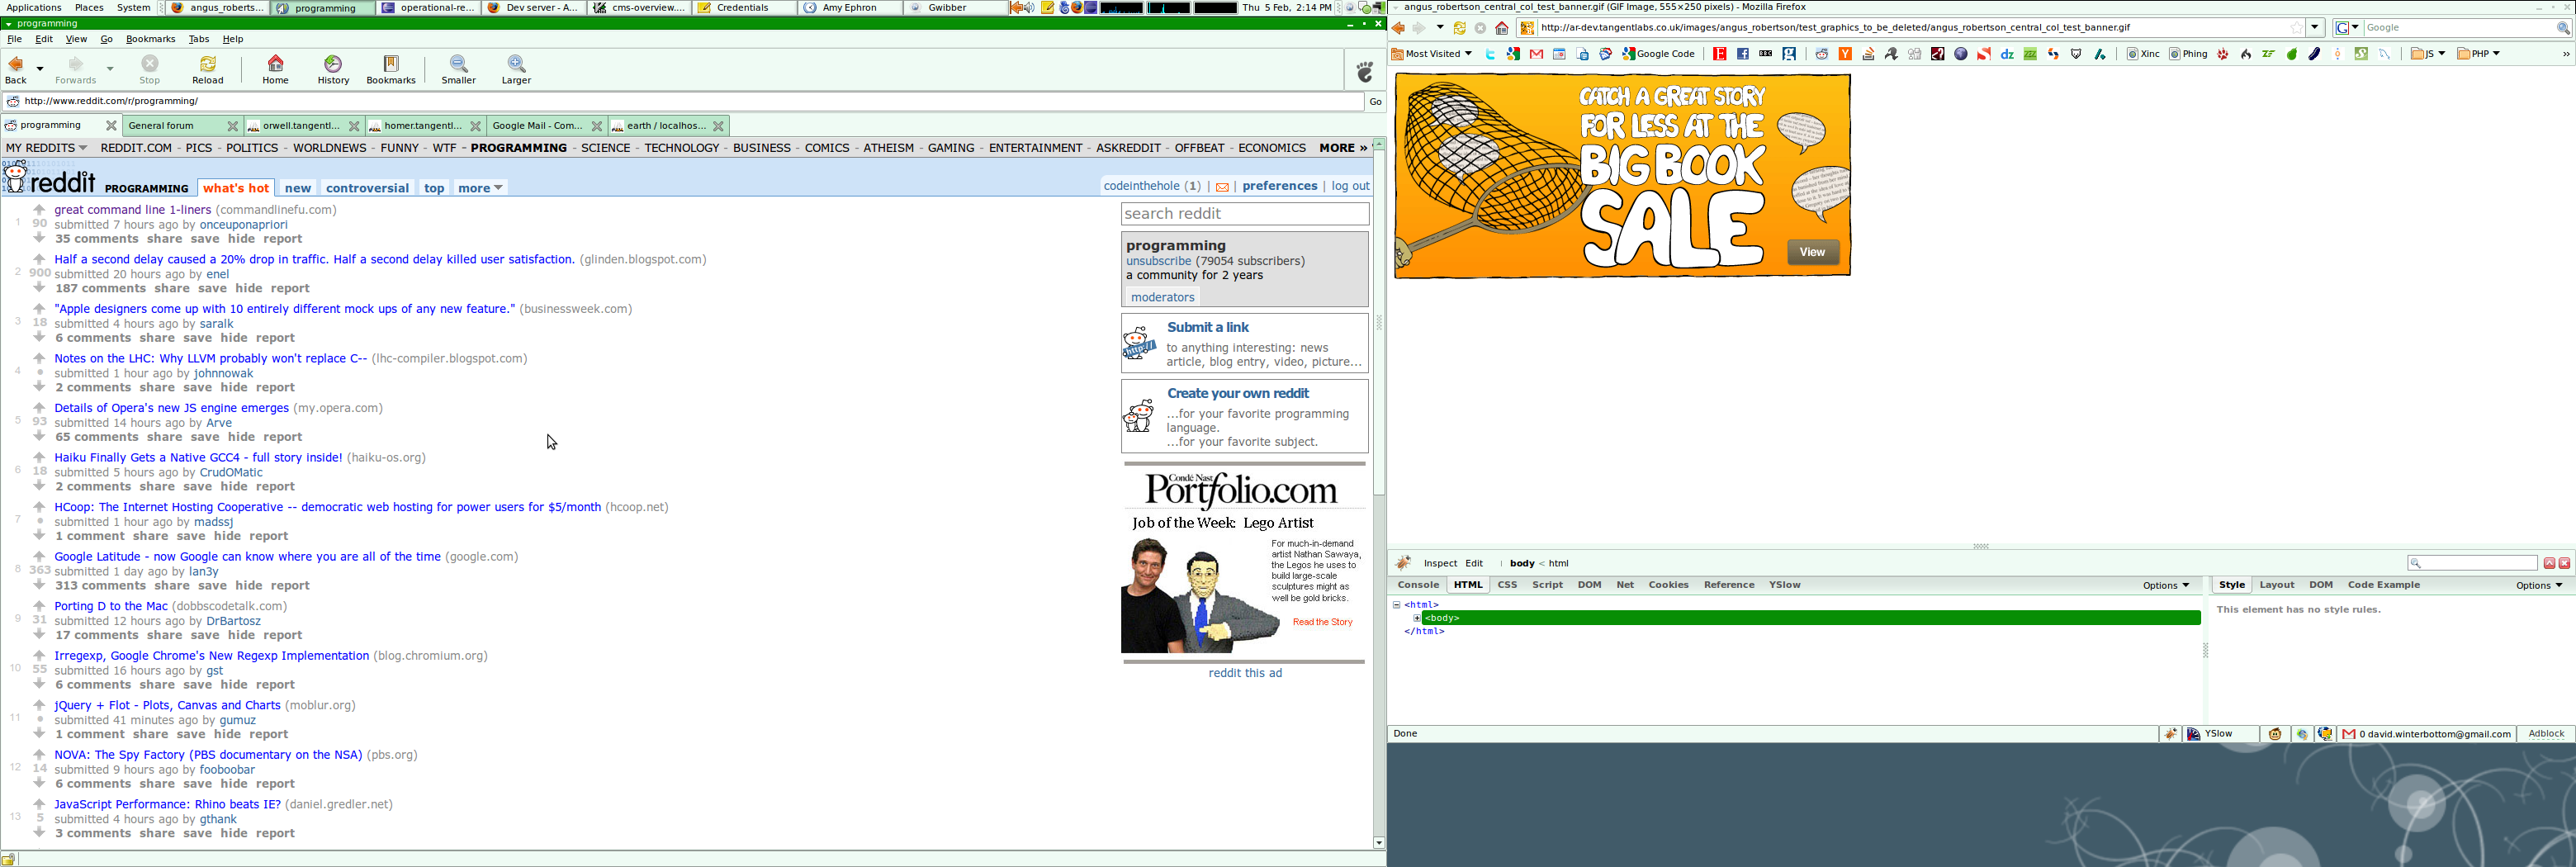 Applications Places System angus_roberts... programming operational-re... Dev server - A... cms-overview.... Credentials Amy Ephron Gwibber Thu 5 Feb, 2:14 PM
programming
File Edit View Go Bookmarks Tabs Help
Back Forwards Stop Reload Home History Bookmarks Smaller Larger
http://www.reddit.com/r/programming/ Go
programming General forum orwell.tangentl... homer.tangentl... Google Mail - Com... earth / localhos...
MY REDDITS REDDIT.COM - PICS - POLITICS - WORLDNEWS - FUNNY - WTF - PROGRAMMING - SCIENCE - TECHNOLOGY - BUSINESS - COMICS - ATHEISM - GAMING - ENTERTAINMENT - ASKREDDIT - OFFBEAT - ECONOMICS MORE »
reddit PROGRAMMING what's hot new controversial top more codeinthehole (1) | | preferences | log out
1 90 great command line 1-liners (commandlinefu.com)
submitted 7 hours ago by onceuponapriori
35 comments share save hide report
2 900 Half a second delay caused a 20% drop in traffic. Half a second delay killed user satisfaction. (glinden.blogspot.com)
submitted 20 hours ago by enel
187 comments share save hide report
3 18 "Apple designers come up with 10 entirely different mock ups of any new feature." (businessweek.com)
submitted 4 hours ago by saralk
6 comments share save hide report
4 • Notes on the LHC: Why LLVM probably won't replace C-- (lhc-compiler.blogspot.com)
submitted 1 hour ago by johnnowak
2 comments share save hide report
5 93 Details of Opera's new JS engine emerges (my.opera.com)
submitted 14 hours ago by Arve
65 comments share save hide report
6 18 Haiku Finally Gets a Native GCC4 - full story inside! (haiku-os.org)
submitted 5 hours ago by CrudOMatic
2 comments share save hide report
7 • HCoop: The Internet Hosting Cooperative -- democratic web hosting for power users for $5/month (hcoop.net)
submitted 1 hour ago by madssj
1 comment share save hide report
8 363 Google Latitude - now Google can know where you are all of the time (google.com)
submitted 1 day ago by lan3y
313 comments share save hide report
9 31 Porting D to the Mac (dobbscodetalk.com)
submitted 12 hours ago by DrBartosz
17 comments share save hide report
10 55 Irregexp, Google Chrome's New Regexp Implementation (blog.chromium.org)
submitted 16 hours ago by gst
6 comments share save hide report
11 • jQuery + Flot - Plots, Canvas and Charts (moblur.org)
submitted 41 minutes ago by gumuz
1 comment share save hide report
12 14 NOVA: The Spy Factory (PBS documentary on the NSA) (pbs.org)
submitted 9 hours ago by fooboobar
6 comments share save hide report
13 5 JavaScript Performance: Rhino beats IE? (daniel.gredler.net)
submitted 4 hours ago by gthank
3 comments share save hide report
search reddit
programming
unsubscribe (79054 subscribers)
a community for 2 years
moderators
Submit a link
to anything interesting: news
article, blog entry, video, picture...
Create your own reddit
...for your favorite programming
language.
...for your favorite subject.
Condé Nast
Portfolio.com
Job of the Week: Lego Artist
For much-in-demand
artist Nathan Sawaya,
the Legos he uses to
build large-scale
sculptures might as
well be gold bricks.
Read the Story
reddit this ad
angus_robertson_central_col_test_banner.gif (GIF Image, 555×250 pixels) - Mozilla Firefox
http://ar-dev.tangentlabs.co.uk/images/angus_robertson/test_graphics_to_be_deleted/angus_robertson_central_col_test_banner.gif Google
Most Visited Google Code Xinc Phing JS PHP »
CATCH A GREAT STORY
FOR LESS AT THE
BIG BOOK
SALE
View
Inspect Edit body < html
Console HTML CSS Script DOM Net Cookies Reference YSlow Options Style Layout DOM Code Example Options
<html>
<body>
</html>
This element has no style rules.
Done YSlow 0 david.winterbottom@gmail.com Adblock